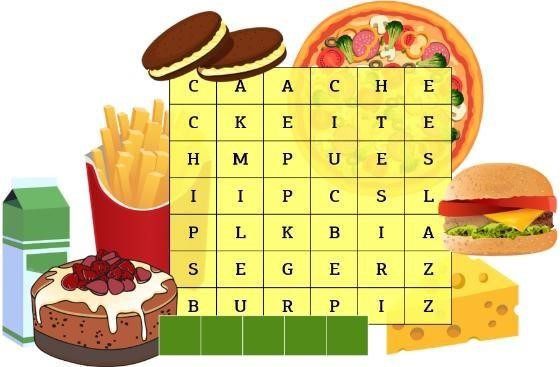 C A A C H E
C K E I T E
H M P U E S
I I P C S L
P L K B I A
S E G E R Z
B U R P I Z